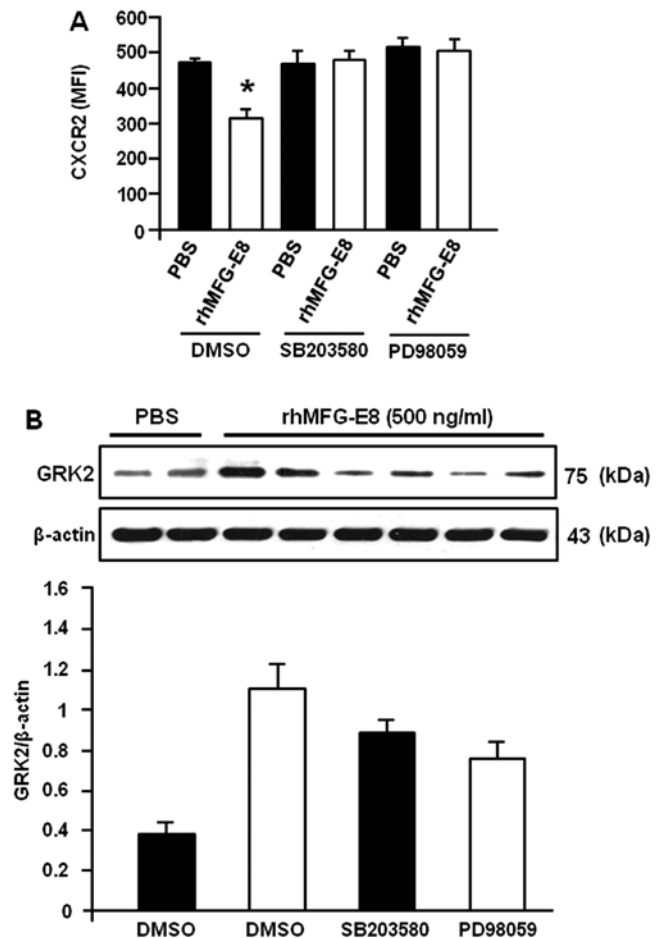 A
600
500
400
300
200
100
0
CXCR2 (MFI)
*
PBS
rhMFG-E8
PBS
rhMFG-E8
PBS
rhMFG-E8
DMSO SB203580 PD98059
B
PBS rhMFG-E8 (500 ng/ml)
GRK2 75 (kDa)
β-actin 43 (kDa)
1.6
1.4
1.2
1
0.8
0.6
0.4
0.2
0
GRK2/β-actin
DMSO DMSO SB203580 PD98059